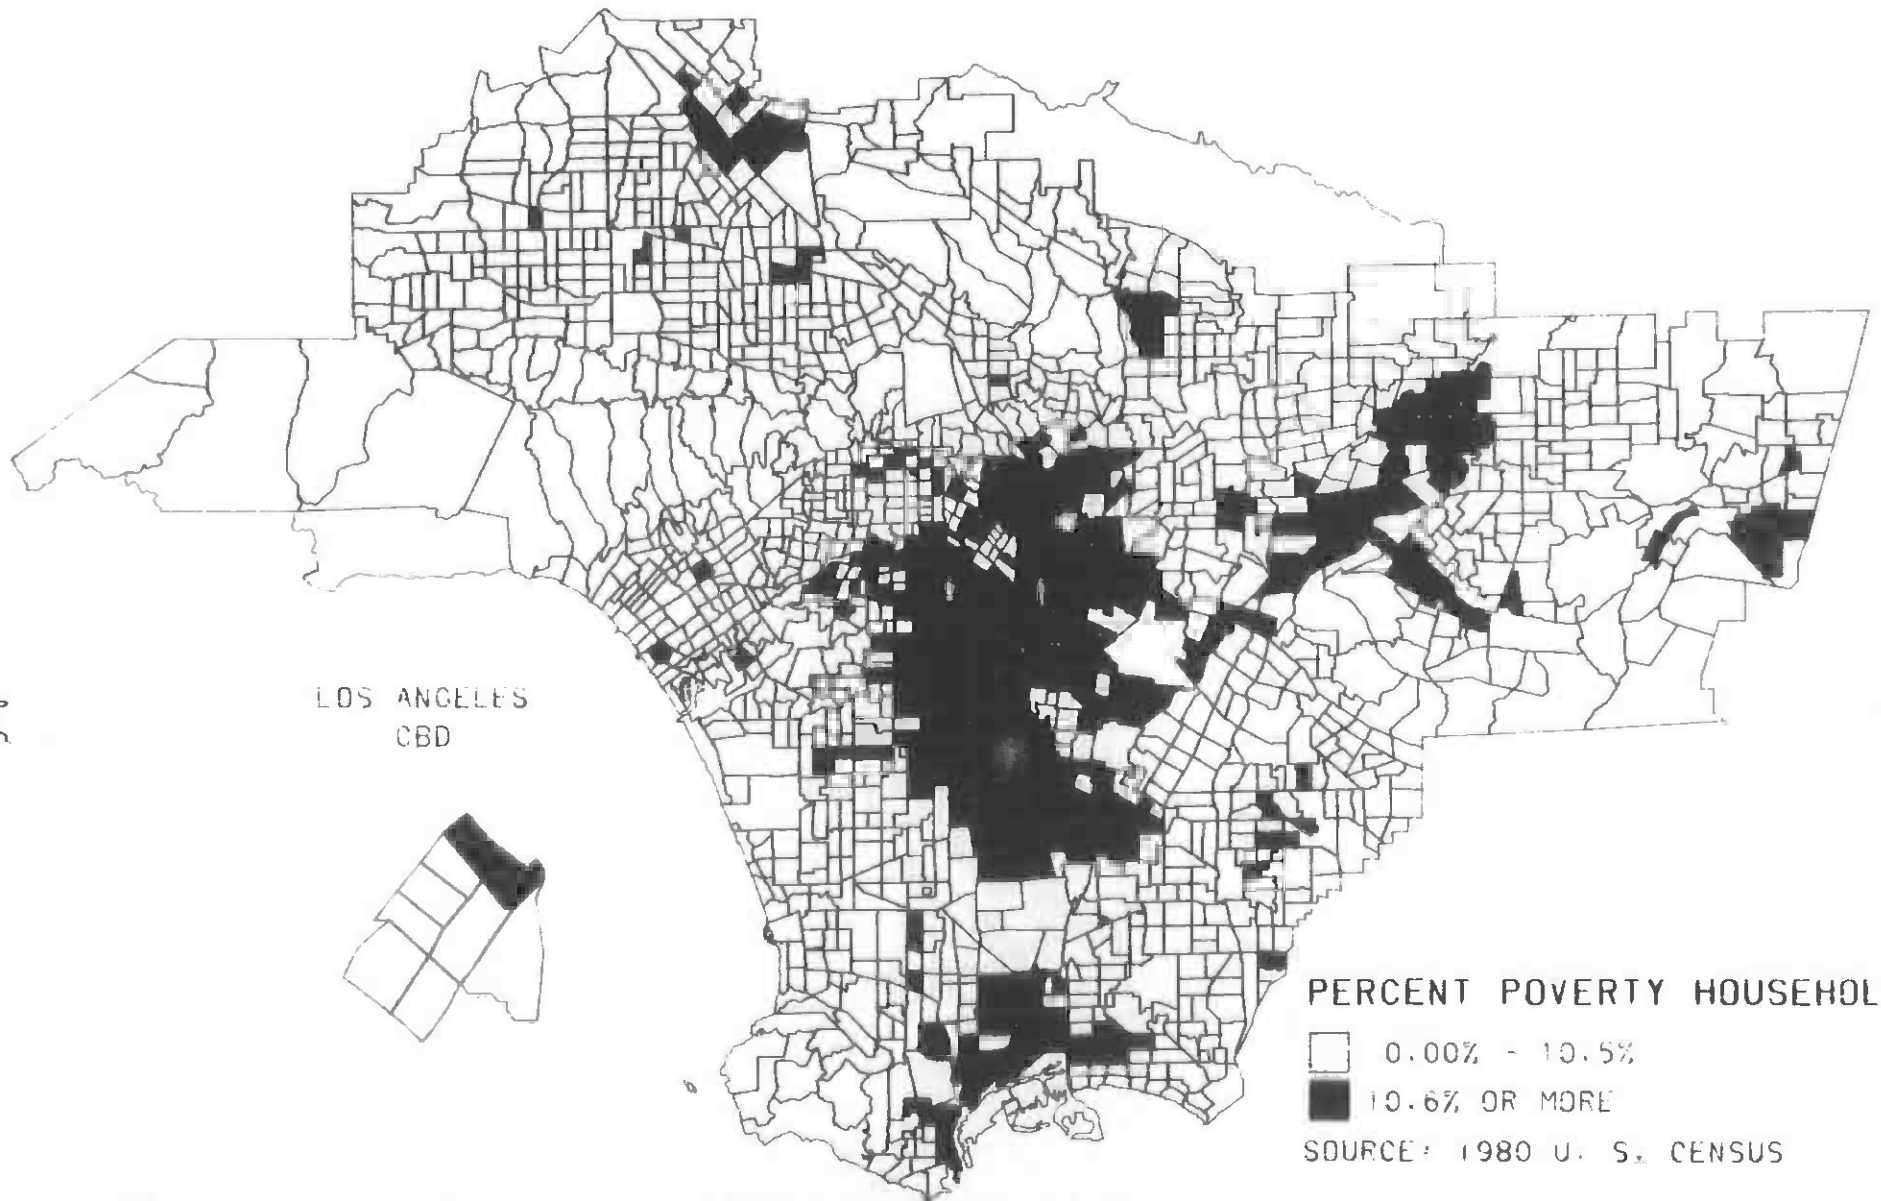 LOS ANGELES
CBD
PERCENT POVERTY HOUSEHOL
0.00% - 10.5%
10.6% OR MORE
SOURCE: 1980 U. S. CENSUS